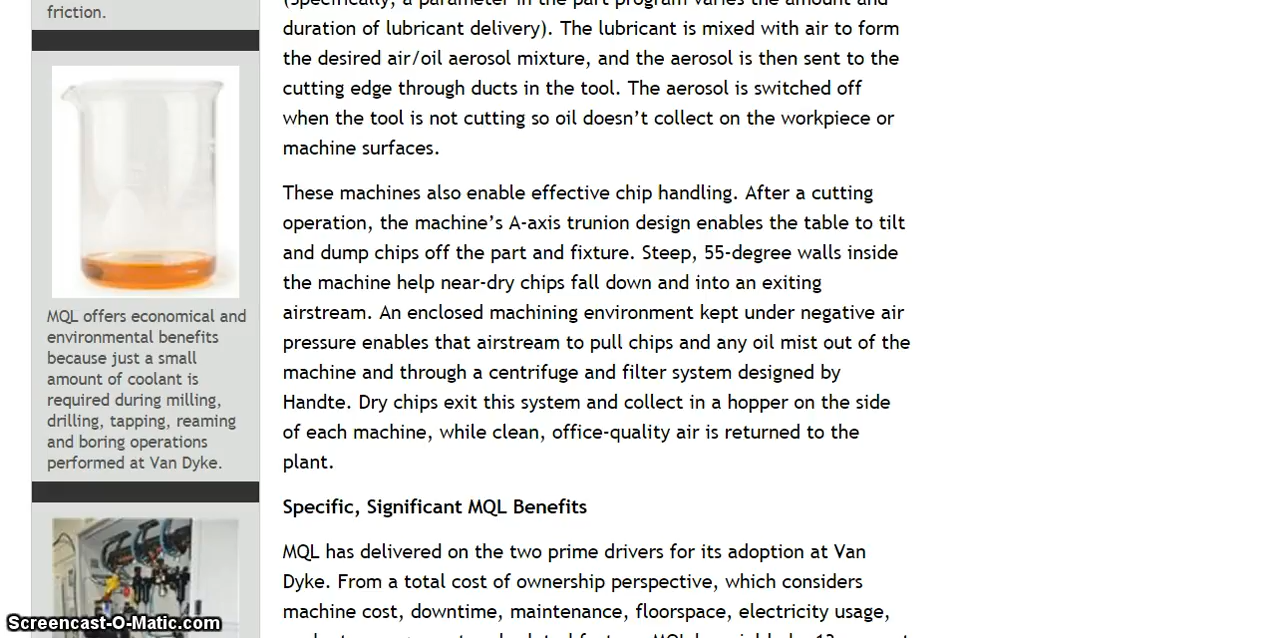 friction.
MQL offers economical and
environmental benefits
because just a small
amount of coolant is
required during milling,
drilling, tapping, reaming
and boring operations
performed at Van Dyke.
(Specifically, a parameter in the part program varies the amount and
duration of lubricant delivery). The lubricant is mixed with air to form
the desired air/oil aerosol mixture, and the aerosol is then sent to the
cutting edge through ducts in the tool. The aerosol is switched off
when the tool is not cutting so oil doesn’t collect on the workpiece or
machine surfaces.
These machines also enable effective chip handling. After a cutting
operation, the machine’s A-axis trunion design enables the table to tilt
and dump chips off the part and fixture. Steep, 55-degree walls inside
the machine help near-dry chips fall down and into an exiting
airstream. An enclosed machining environment kept under negative air
pressure enables that airstream to pull chips and any oil mist out of the
machine and through a centrifuge and filter system designed by
Handte. Dry chips exit this system and collect in a hopper on the side
of each machine, while clean, office-quality air is returned to the
plant.
Specific, Significant MQL Benefits
MQL has delivered on the two prime drivers for its adoption at Van
Dyke. From a total cost of ownership perspective, which considers
machine cost, downtime, maintenance, floorspace, electricity usage,
Screencast-O-Matic.com